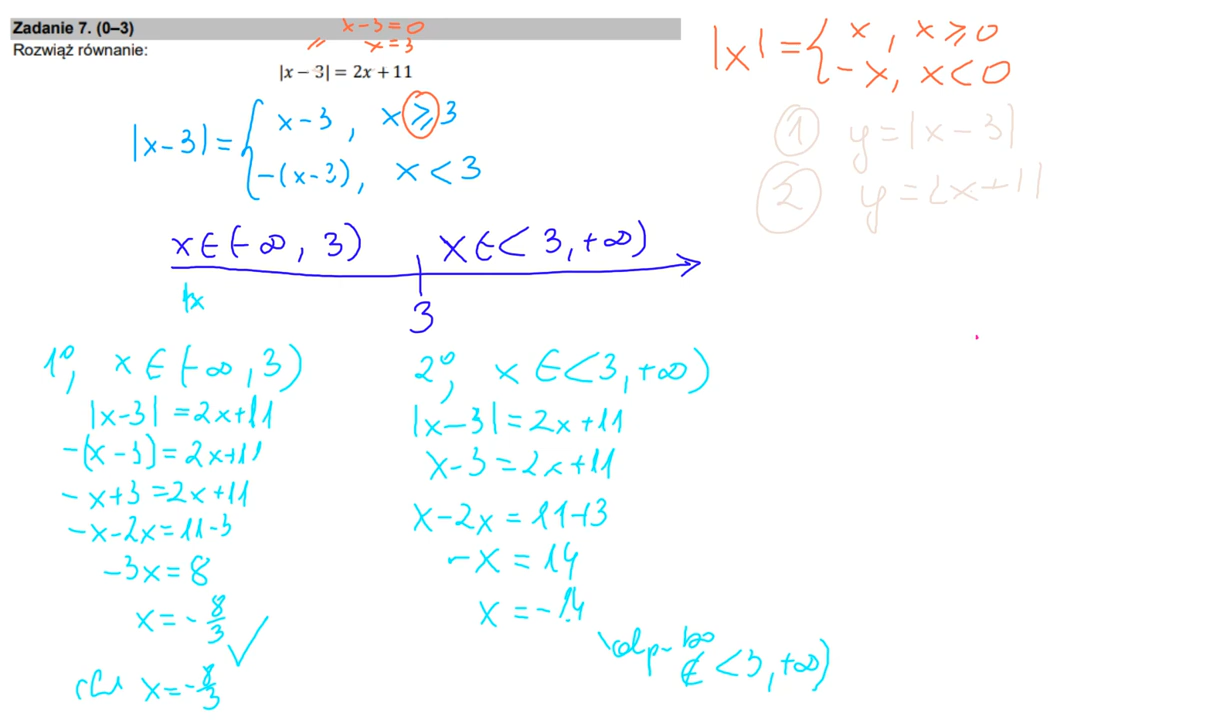 Zadanie 7. (0–3)
x-3=0
x=3
Rozwiąż równanie:
|x − 3| = 2x + 11
|x| = { x, x ⩾ 0
-x, x < 0
|x-3| = { x-3, x ⩾ 3
-(x-3), x < 3
① y=|x-3|
② y=2x+11
x∈(-∞, 3) x∈<3,+∞)
3
1°, x∈(-∞,3)
|x-3|=2x+11
-(x-3)=2x+11
-x+3=2x+11
-x-2x=11-3
-3x=8
x=-8/3
x=-8/3
2°, x∈<3,+∞)
|x-3|=2x+11
x-3=2x+11
x-2x=11+3
-x=14
x=-14
odp- bo
∉ <3,+∞)